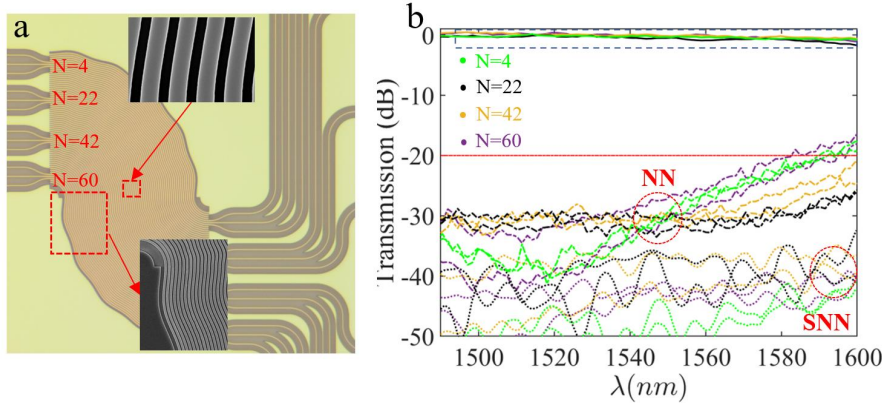 a
N=4
N=22
N=42
N=60
b
0
-10
-20
-30
-40
-50
Transmission (dB)
N=4
N=22
N=42
N=60
NN
SNN
1500
1520
1540
1560
1580
1600
λ(nm)